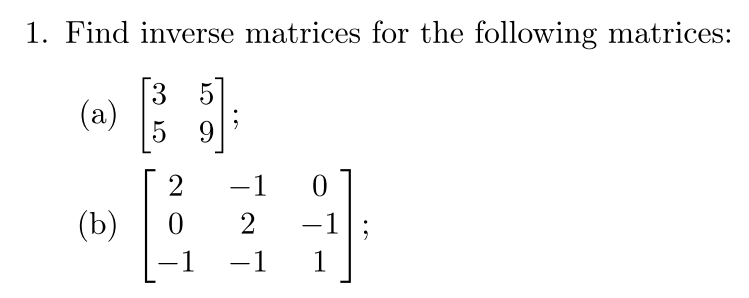 1. Find inverse matrices for the following matrices:
(a) [3 5
5 9];
(b) [2 −1 0
0 2 −1
−1 −1 1];